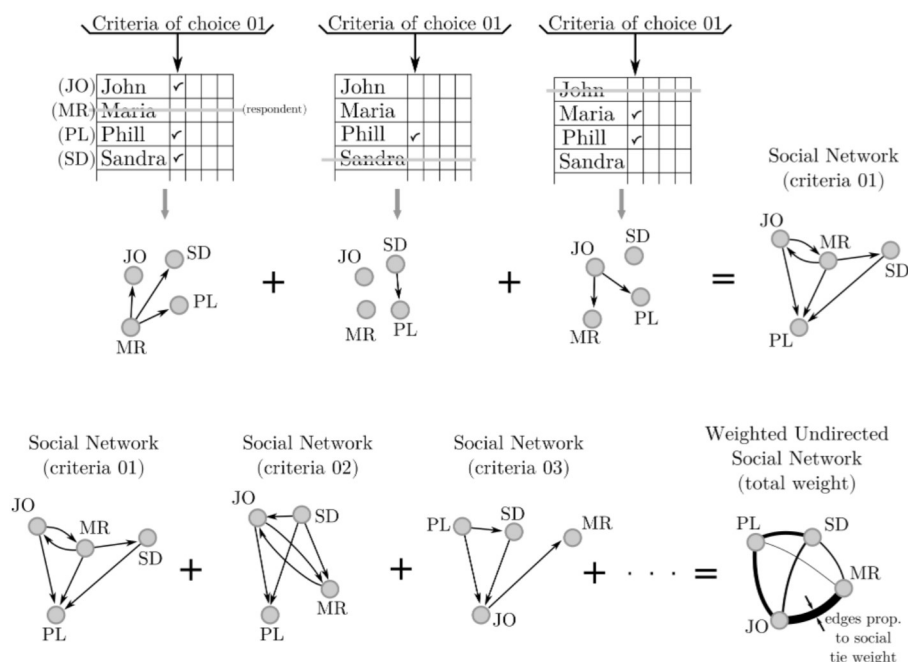 Criteria of choice 01
Criteria of choice 01
Criteria of choice 01
(JO) John
(MR) Maria (respondent)
(PL) Phill
(SD) Sandra
John
Maria
Phill
Sandra
John
Maria
Phill
Sandra
JO
SD
PL
MR
+
JO
SD
MR
PL
+
JO
SD
PL
MR
=
Social Network
(criteria 01)
JO
MR
SD
PL
Social Network
(criteria 01)
JO
MR
SD
PL
+
Social Network
(criteria 02)
JO
SD
MR
PL
+
Social Network
(criteria 03)
PL
SD
MR
JO
+ · · · · =
Weighted Undirected
Social Network
(total weight)
PL
SD
MR
JO
edges prop.
to social
tie weight